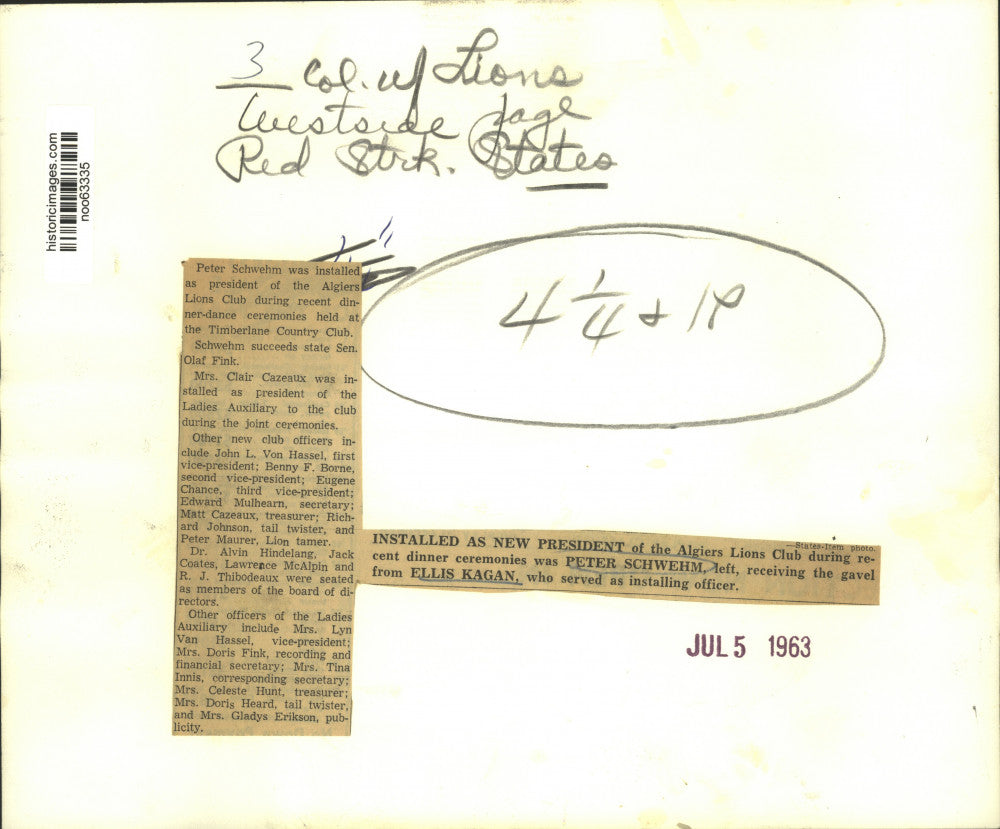 3 Col. w/ Lions
Westside page
Red Strk. States
historicimages.com
noo63335
4 1/4 + 18
Peter Schwehm was installed
as president of the Algiers
Lions Club during recent din-
ner-dance ceremonies held at
the Timberlane Country Club.
Schwehm succeeds state Sen.
Olaf Fink.
Mrs. Clair Cazeaux was in-
stalled as president of the
Ladies Auxiliary to the club
during the joint ceremonies.
Other new club officers in-
clude John L. Von Hassel, first
vice-president; Benny F. Borne,
second vice-president; Eugene
Chance, third vice-president;
Edward Mulhearn, secretary;
Matt Cazeaux, treasurer; Rich-
ard Johnson, tail twister, and
Peter Maurer, Lion tamer.
Dr. Alvin Hindelang, Jack
Coates, Lawrence McAlpin and
R. J. Thibodeaux were seated
as members of the board of di-
rectors.
Other officers of the Ladies
Auxiliary include Mrs. Lyn
Van Hassel, vice-president;
Mrs. Doris Fink, recording and
financial secretary; Mrs. Tina
Innis, corresponding secretary;
Mrs. Celeste Hunt, treasurer;
Mrs. Doris Heard, tail twister,
and Mrs. Gladys Erikson, pub-
licity.
—States-Item photo.
INSTALLED AS NEW PRESIDENT of the Algiers Lions Club during re-
cent dinner ceremonies was PETER SCHWEHM, left, receiving the gavel
from ELLIS KAGAN, who served as installing officer.
JUL 5 1963